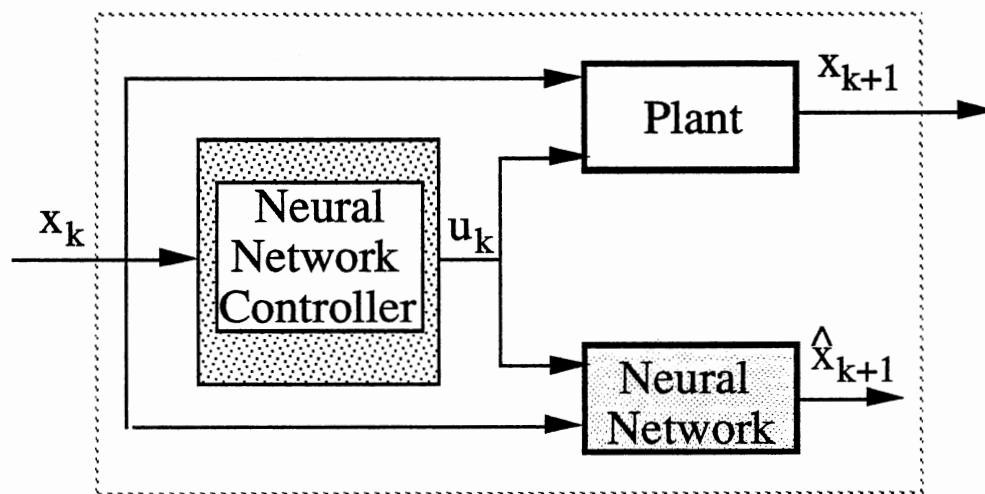 x_k
Neural
Network
Controller
u_k
Plant
x_{k+1}
Neural
Network
x̂_{k+1}